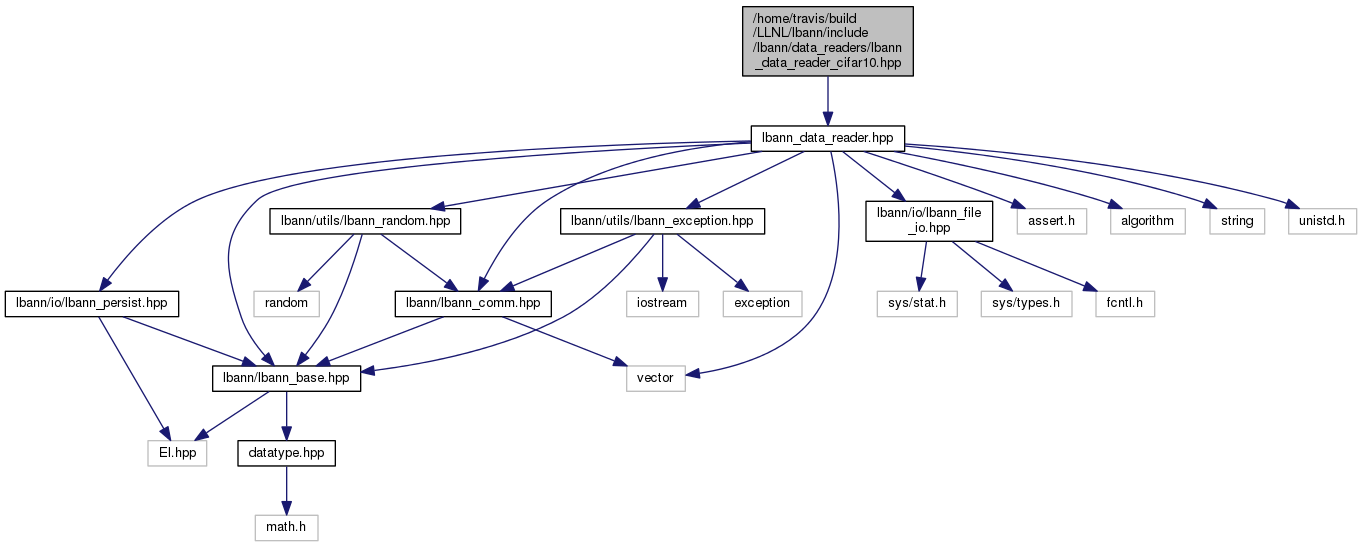 /home/travis/build
/LLNL/lbann/include
/lbann/data_readers/lbann
_data_reader_cifar10.hpp
lbann_data_reader.hpp
lbann/utils/lbann_random.hpp
lbann/utils/lbann_exception.hpp
lbann/io/lbann_file
_io.hpp
assert.h
algorithm
string
unistd.h
lbann/io/lbann_persist.hpp
random
lbann/lbann_comm.hpp
iostream
exception
sys/stat.h
sys/types.h
fcntl.h
lbann/lbann_base.hpp
vector
El.hpp
datatype.hpp
math.h